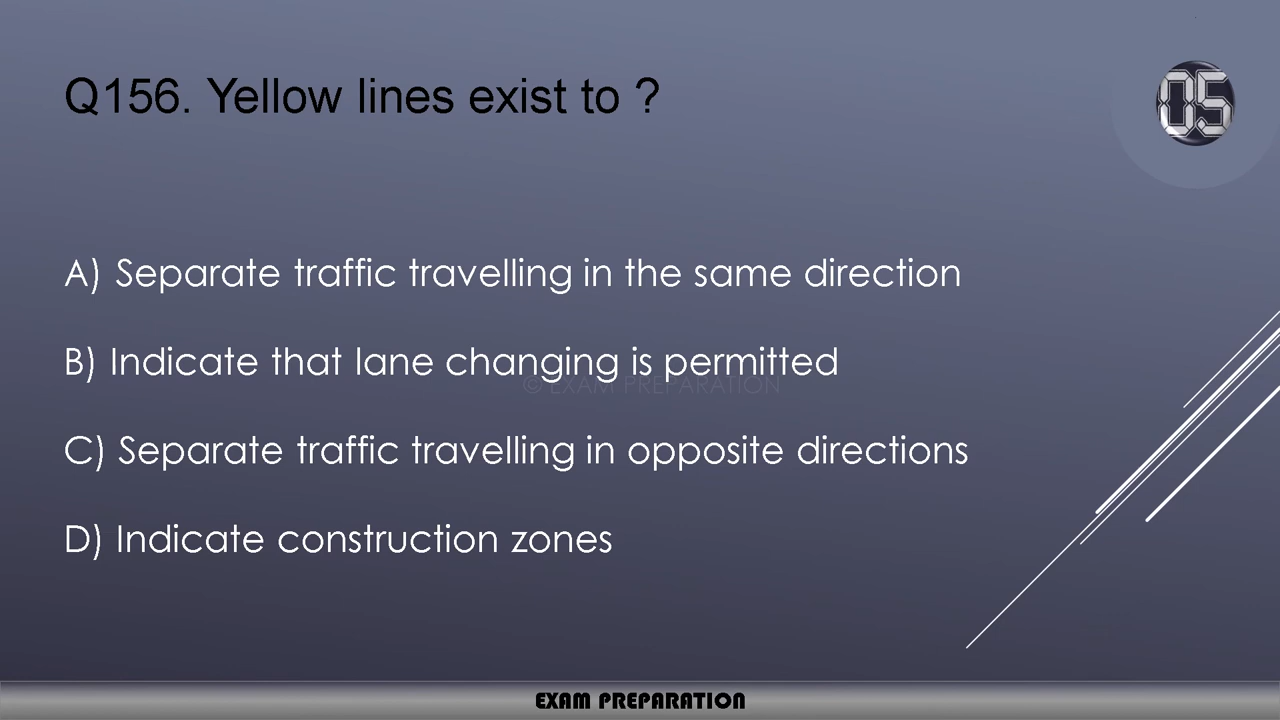 Q156. Yellow lines exist to ?
05
A) Separate traffic travelling in the same direction
B) Indicate that lane changing is permitted
© EXAM PREPARATION
C) Separate traffic travelling in opposite directions
D) Indicate construction zones
EXAM PREPARATION